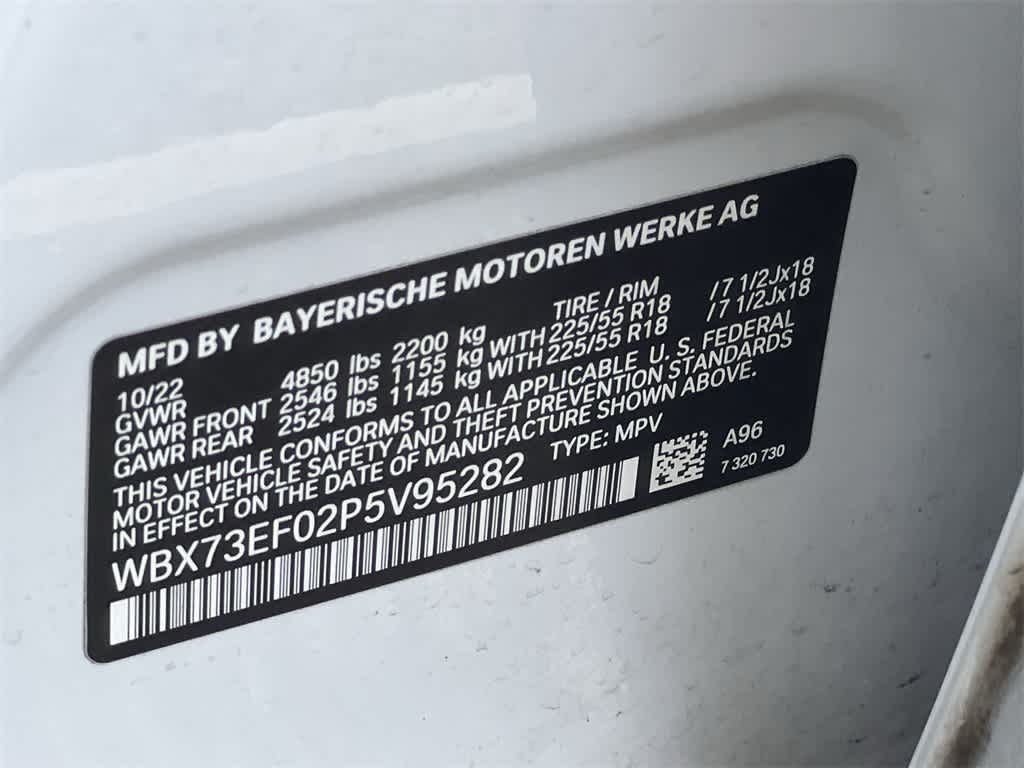 MFD BY BAYERISCHE MOTOREN WERKE AG
10/22 TIRE / RIM
GVWR 4850 lbs 2200 kg
GAWR FRONT 2546 lbs 1155 kg WITH 225/55 R18 / 7 1/2Jx18
GAWR REAR 2524 lbs 1145 kg WITH 225/55 R18 / 7 1/2Jx18
THIS VEHICLE CONFORMS TO ALL APPLICABLE U. S. FEDERAL
MOTOR VEHICLE SAFETY AND THEFT PREVENTION STANDARDS
IN EFFECT ON THE DATE OF MANUFACTURE SHOWN ABOVE.
WBX73EF02P5V95282 TYPE: MPV A96
7 320 730